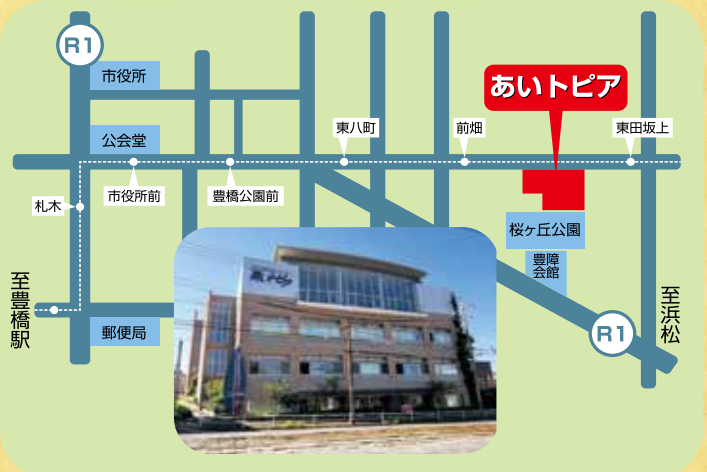 R1
市役所
あいトピア
公会堂
東八町
前畑
東田坂上
札木
市役所前
豊橋公園前
桜ヶ丘公園
豊障
会館
至豊橋駅
至浜松
郵便局
R1